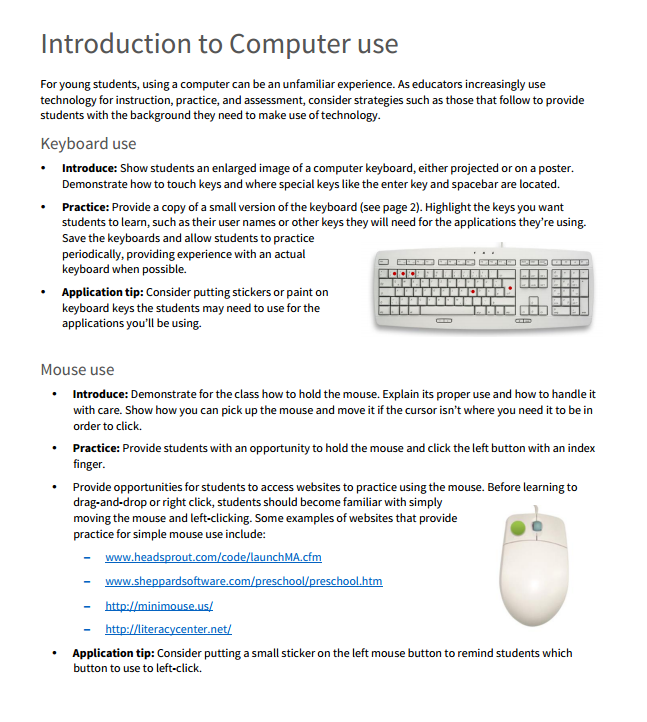 Introduction to Computer use
For young students, using a computer can be an unfamiliar experience. As educators increasingly use
technology for instruction, practice, and assessment, consider strategies such as those that follow to provide
students with the background they need to make use of technology.
Keyboard use
• Introduce: Show students an enlarged image of a computer keyboard, either projected or on a poster.
Demonstrate how to touch keys and where special keys like the enter key and spacebar are located.
• Practice: Provide a copy of a small version of the keyboard (see page 2). Highlight the keys you want
students to learn, such as their user names or other keys they will need for the applications they're using.
Save the keyboards and allow students to practice
periodically, providing experience with an actual
keyboard when possible.
• Application tip: Consider putting stickers or paint on
keyboard keys the students may need to use for the
applications you'll be using.
Mouse use
• Introduce: Demonstrate for the class how to hold the mouse. Explain its proper use and how to handle it
with care. Show how you can pick up the mouse and move it if the cursor isn't where you need it to be in
order to click.
• Practice: Provide students with an opportunity to hold the mouse and click the left button with an index
finger.
• Provide opportunities for students to access websites to practice using the mouse. Before learning to
drag-and-drop or right click, students should become familiar with simply
moving the mouse and left-clicking. Some examples of websites that provide
practice for simple mouse use include:
– www.headsprout.com/code/launchMA.cfm
– www.sheppardsoftware.com/preschool/preschool.htm
– http://minimouse.us/
– http://literacycenter.net/
• Application tip: Consider putting a small sticker on the left mouse button to remind students which
button to use to left-click.